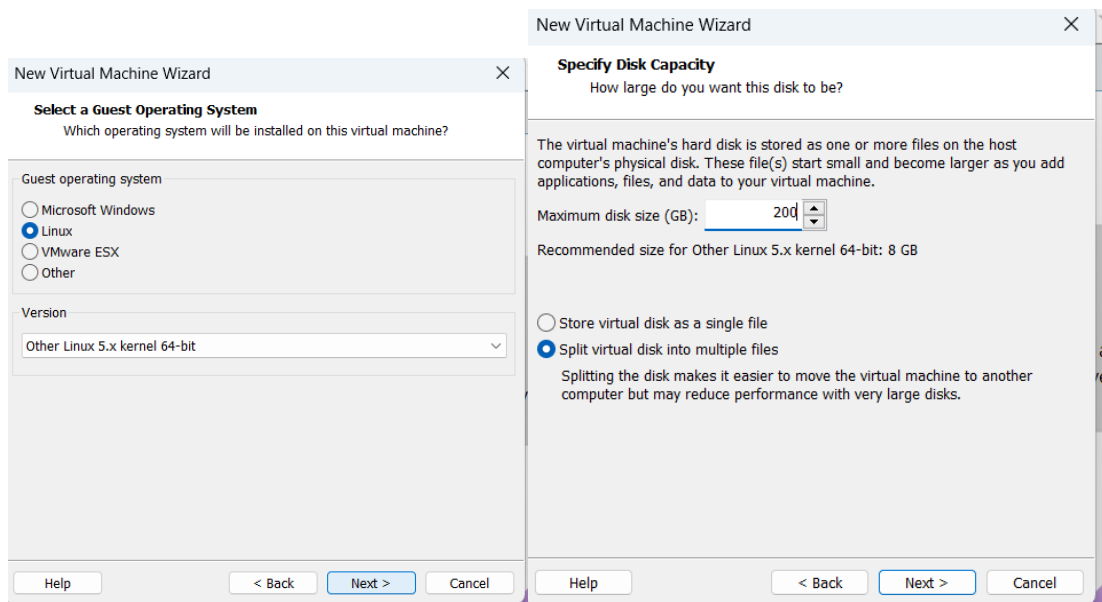 New Virtual Machine Wizard
Select a Guest Operating System
Which operating system will be installed on this virtual machine?
Guest operating system
Microsoft Windows
Linux
VMware ESX
Other
Version
Other Linux 5.x kernel 64-bit
Help
< Back
Next >
Cancel
New Virtual Machine Wizard
Specify Disk Capacity
How large do you want this disk to be?
The virtual machine's hard disk is stored as one or more files on the host
computer's physical disk. These file(s) start small and become larger as you add
applications, files, and data to your virtual machine.
Maximum disk size (GB): 200
Recommended size for Other Linux 5.x kernel 64-bit: 8 GB
Store virtual disk as a single file
Split virtual disk into multiple files
Splitting the disk makes it easier to move the virtual machine to another
computer but may reduce performance with very large disks.
Help
< Back
Next >
Cancel